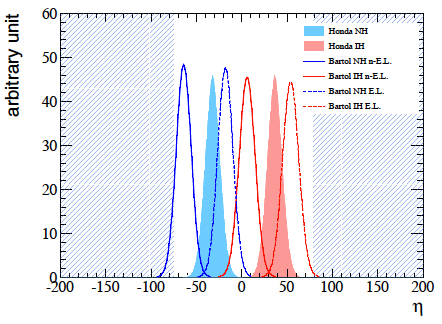 arbitrary unit
60
50
40
30
20
10
0
-200 -150 -100 -50 0 50 100 150 200
η
Honda NH
Honda IH
Bartol NH n-E.L.
Bartol IH n-E.L.
Bartol NH E.L.
Bartol IH E.L.